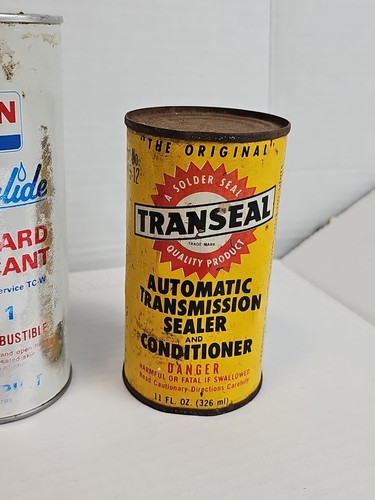 N
lide
ARD
CANT
ervice TC-W
1
BUSTIBLE
"THE ORIGINAL"
No.
12
A SOLDER SEAL
TRANSEAL
TRADE MARK
QUALITY PRODUCT
AUTOMATIC
TRANSMISSION
SEALER
AND
CONDITIONER
DANGER
HARMFUL OR FATAL IF SWALLOWED
Read Cautionary Directions Carefully
11 FL. OZ. (326 ml)